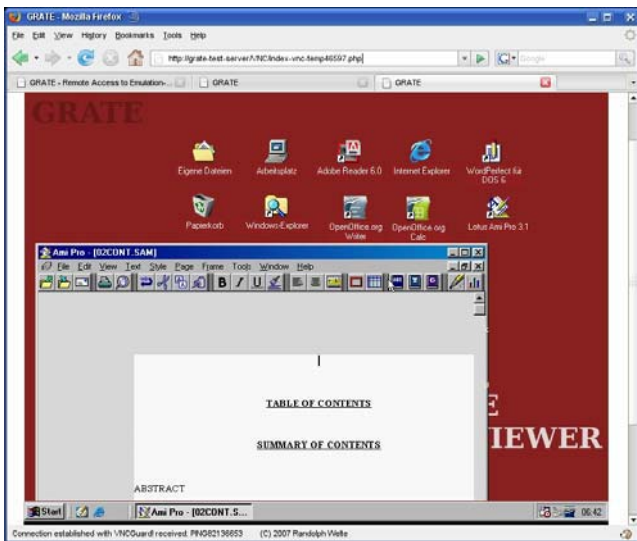 GRATE - Mozilla Firefox
File Edit View History Bookmarks Tools Help
http://grate-test-server/VNC/index-vnc-temp46597.php
Google
GRATE - Remote Access to Emulation-... GRATE GRATE
GRATE
Eigene Dateien Arbeitsplatz Adobe Reader 6.0 Internet Explorer WordPerfect für DOS 6
Papierkorb Windows-Explorer OpenOffice.org Writer OpenOffice.org Calc Lotus Ami Pro 3.1
Ami Pro - [02CONT.SAM]
File Edit View Text Style Page Frame Tools Window Help
B I U
TABLE OF CONTENTS
E
SUMMARY OF CONTENTS
IEWER
ABSTRACT
Start Ami Pro - [02CONT.S... 06:42
Connection established with VNCGuard! received: PNG82136653 (C) 2007 Randolph Welte